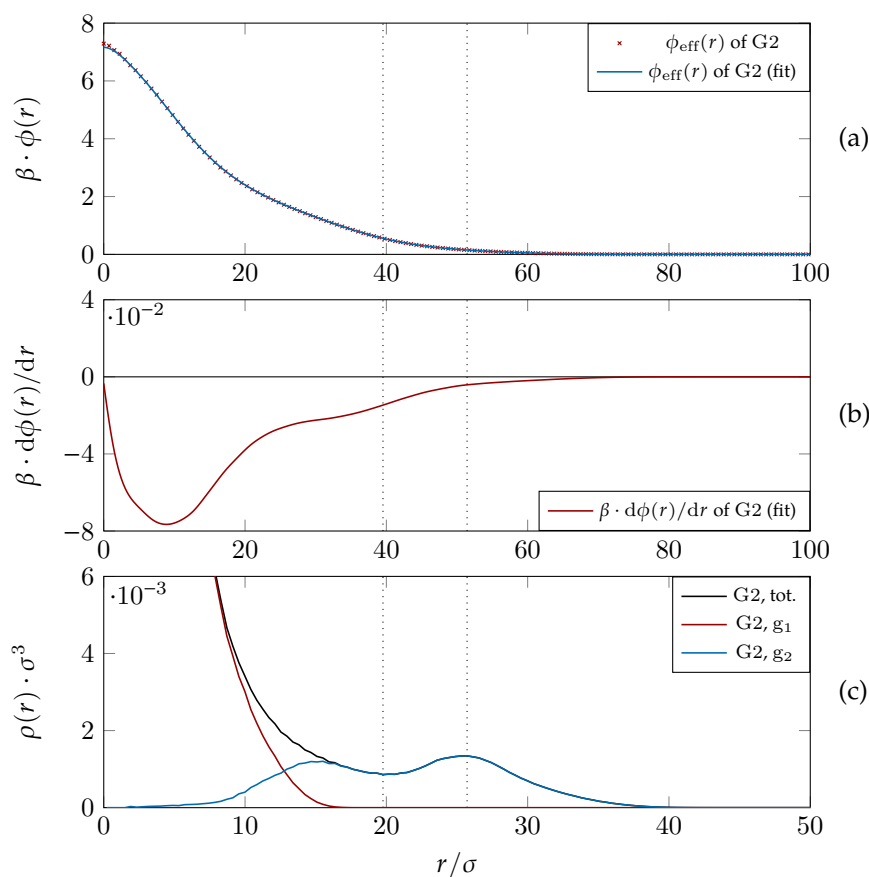 8
6
4
2
0
β · ϕ(r)
ϕeff(r) of G2
ϕeff(r) of G2 (fit)
(a)
0 20 40 60 80 100
4
0
−4
−8
·10−2
β · dϕ(r)/dr
β · dϕ(r)/dr of G2 (fit)
(b)
0 20 40 60 80 100
6
4
2
0
·10−3
ρ(r) · σ3
G2, tot.
G2, g1
G2, g2
(c)
0 10 20 30 40 50
r/σ